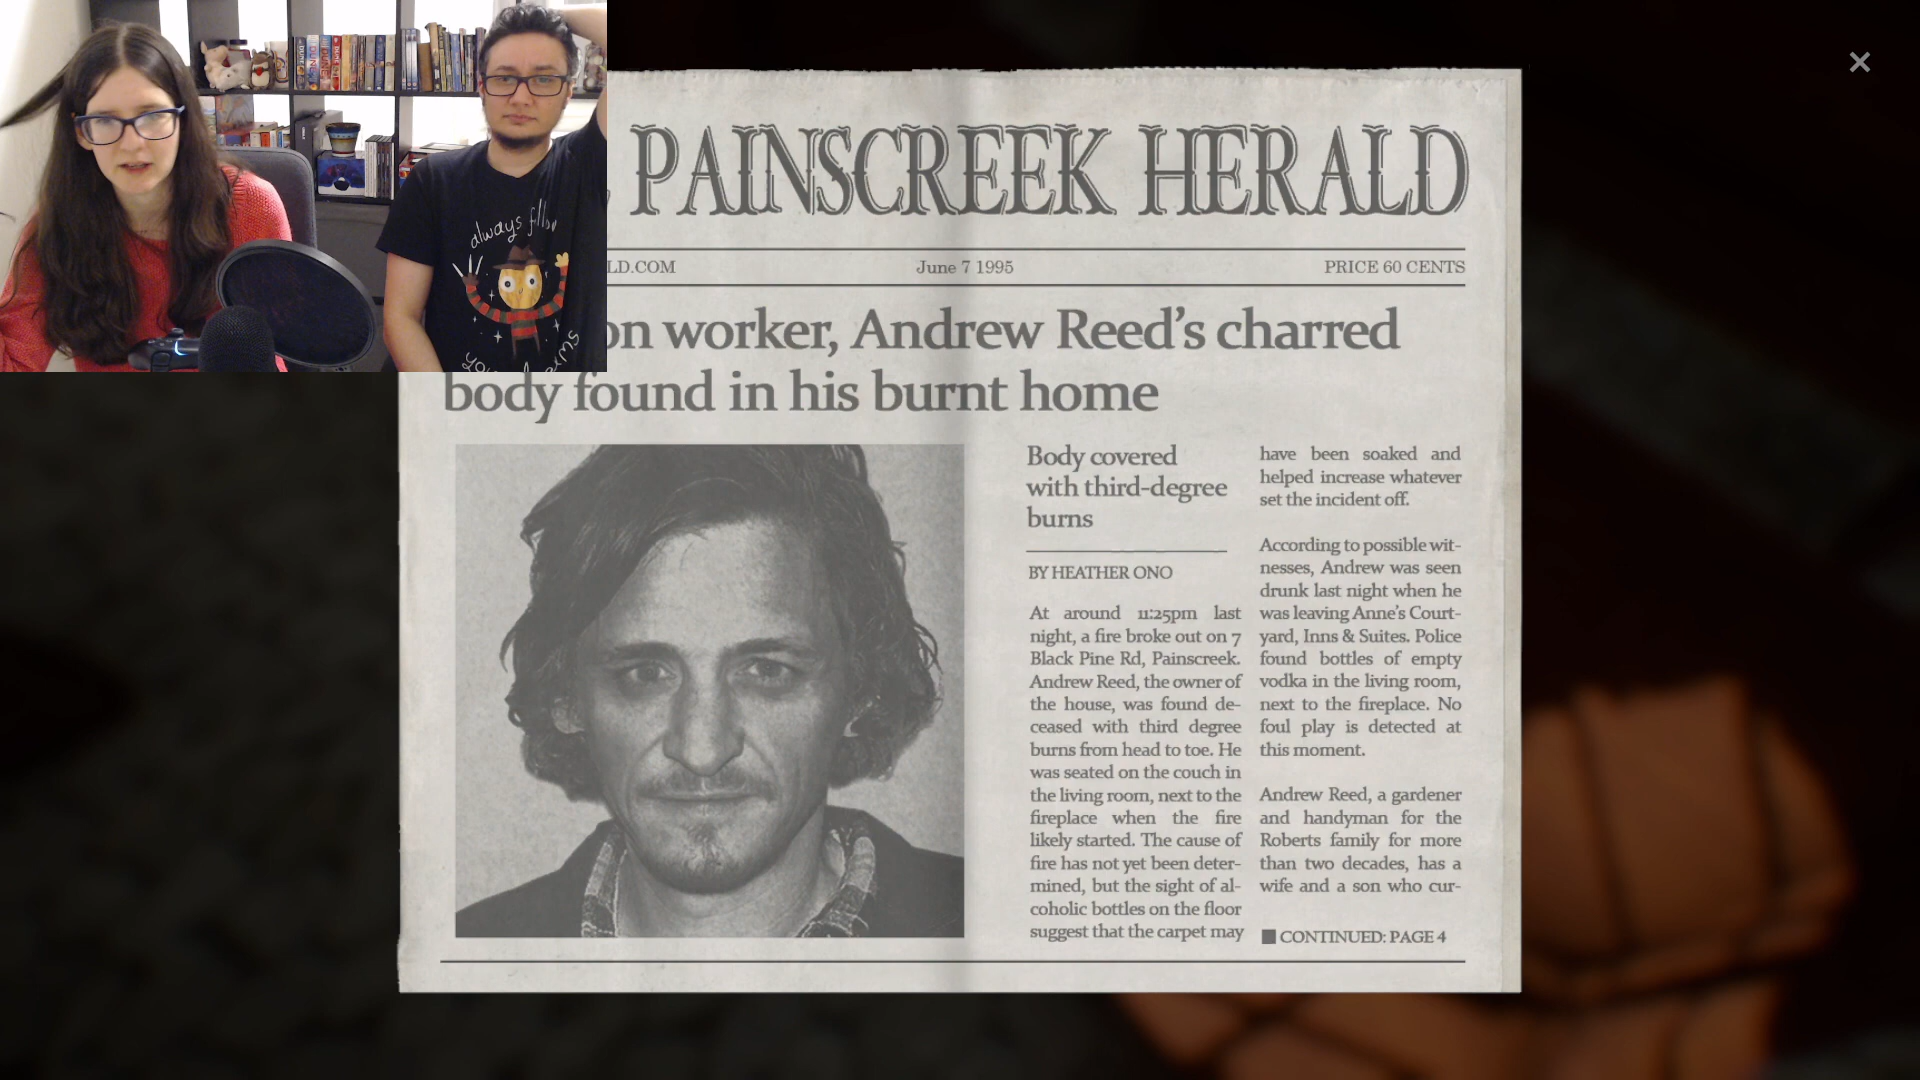 always follow
your dreams
PAINSCREEK HERALD
LD.COM June 7 1995 PRICE 60 CENTS
on worker, Andrew Reed's charred
body found in his burnt home
Body covered
with third-degree
burns
BY HEATHER ONO
At around 11:25pm last
night, a fire broke out on 7
Black Pine Rd, Painscreek.
Andrew Reed, the owner of
the house, was found de-
ceased with third degree
burns from head to toe. He
was seated on the couch in
the living room, next to the
fireplace when the fire
likely started. The cause of
fire has not yet been deter-
mined, but the sight of al-
coholic bottles on the floor
suggest that the carpet may
have been soaked and
helped increase whatever
set the incident off.
According to possible wit-
nesses, Andrew was seen
drunk last night when he
was leaving Anne's Court-
yard, Inns & Suites. Police
found bottles of empty
vodka in the living room,
next to the fireplace. No
foul play is detected at
this moment.
Andrew Reed, a gardener
and handyman for the
Roberts family for more
than two decades, has a
wife and a son who cur-
CONTINUED: PAGE 4